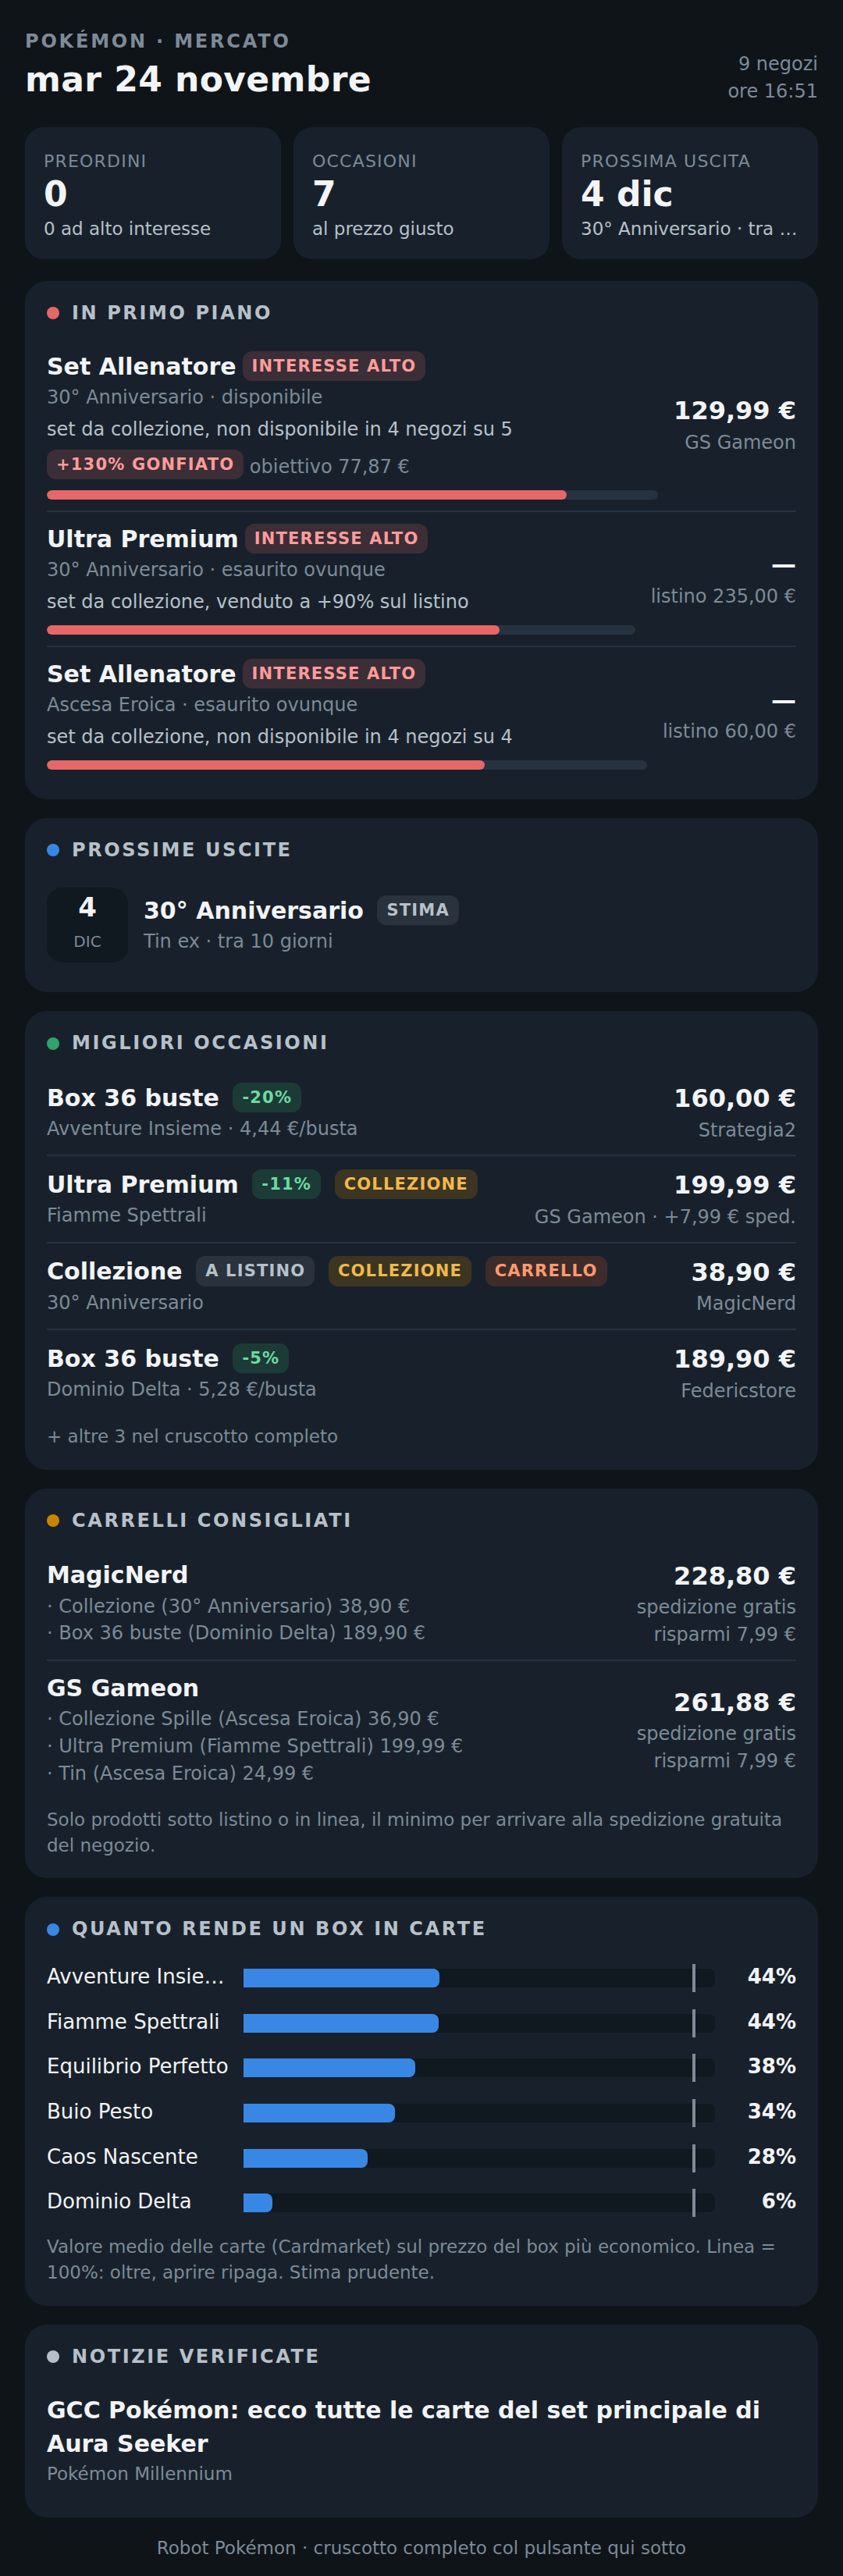 POKÉMON · MERCATO
mar 24 novembre
9 negozi
ore 16:51
PREORDINI
0
0 ad alto interesse
OCCASIONI
7
al prezzo giusto
PROSSIMA USCITA
4 dic
30° Anniversario · tra …
IN PRIMO PIANO
Set Allenatore INTERESSE ALTO
30° Anniversario · disponibile
set da collezione, non disponibile in 4 negozi su 5
+130% GONFIATO obiettivo 77,87 €
129,99 €
GS Gameon
Ultra Premium INTERESSE ALTO
30° Anniversario · esaurito ovunque
set da collezione, venduto a +90% sul listino
—
listino 235,00 €
Set Allenatore INTERESSE ALTO
Ascesa Eroica · esaurito ovunque
set da collezione, non disponibile in 4 negozi su 4
—
listino 60,00 €
PROSSIME USCITE
4
DIC
30° Anniversario STIMA
Tin ex · tra 10 giorni
MIGLIORI OCCASIONI
Box 36 buste -20%
Avventure Insieme · 4,44 €/busta
160,00 €
Strategia2
Ultra Premium -11% COLLEZIONE
Fiamme Spettrali
199,99 €
GS Gameon · +7,99 € sped.
Collezione A LISTINO COLLEZIONE CARRELLO
30° Anniversario
38,90 €
MagicNerd
Box 36 buste -5%
Dominio Delta · 5,28 €/busta
189,90 €
Federicstore
+ altre 3 nel cruscotto completo
CARRELLI CONSIGLIATI
MagicNerd
· Collezione (30° Anniversario) 38,90 €
· Box 36 buste (Dominio Delta) 189,90 €
228,80 €
spedizione gratis
risparmi 7,99 €
GS Gameon
· Collezione Spille (Ascesa Eroica) 36,90 €
· Ultra Premium (Fiamme Spettrali) 199,99 €
· Tin (Ascesa Eroica) 24,99 €
261,88 €
spedizione gratis
risparmi 7,99 €
Solo prodotti sotto listino o in linea, il minimo per arrivare alla spedizione gratuita
del negozio.
QUANTO RENDE UN BOX IN CARTE
Avventure Insie… 44%
Fiamme Spettrali 44%
Equilibrio Perfetto 38%
Buio Pesto 34%
Caos Nascente 28%
Dominio Delta 6%
Valore medio delle carte (Cardmarket) sul prezzo del box più economico. Linea =
100%: oltre, aprire ripaga. Stima prudente.
NOTIZIE VERIFICATE
GCC Pokémon: ecco tutte le carte del set principale di
Aura Seeker
Pokémon Millennium
Robot Pokémon · cruscotto completo col pulsante qui sotto